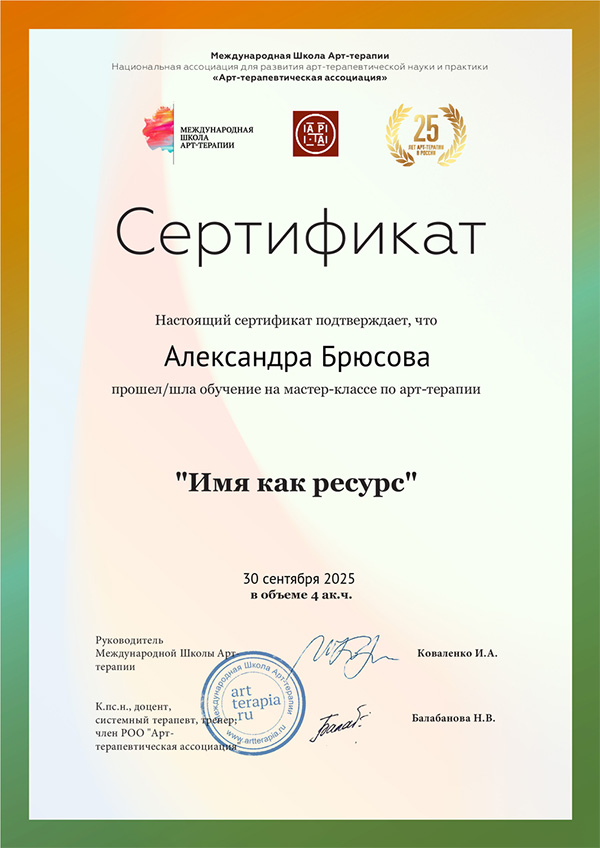 Международная Школа Арт-терапии
Национальная ассоциация для развития арт-терапевтической науки и практики
«Арт-терапевтическая ассоциация»
МЕЖДУНАРОДНАЯ
ШКОЛА
АРТ-ТЕРАПИИ
АР
ТА
25
ЛЕТ АРТ-ТЕРАПИИ
В РОССИИ
Сертификат
Настоящий сертификат подтверждает, что
Александра Брюсова
прошел/шла обучение на мастер-классе по арт-терапии
"Имя как ресурс"
30 сентября 2025
в объеме 4 ак.ч.
Руководитель
Международной Школы Арт-
терапии
Коваленко И.А.
Международная Школа Арт-терапии
art
terapia
.ru
www.artterapia.ru
К.пс.н., доцент,
системный терапевт, тренер,
член РОО "Арт-
терапевтическая ассоциация"
Балабанова Н.В.